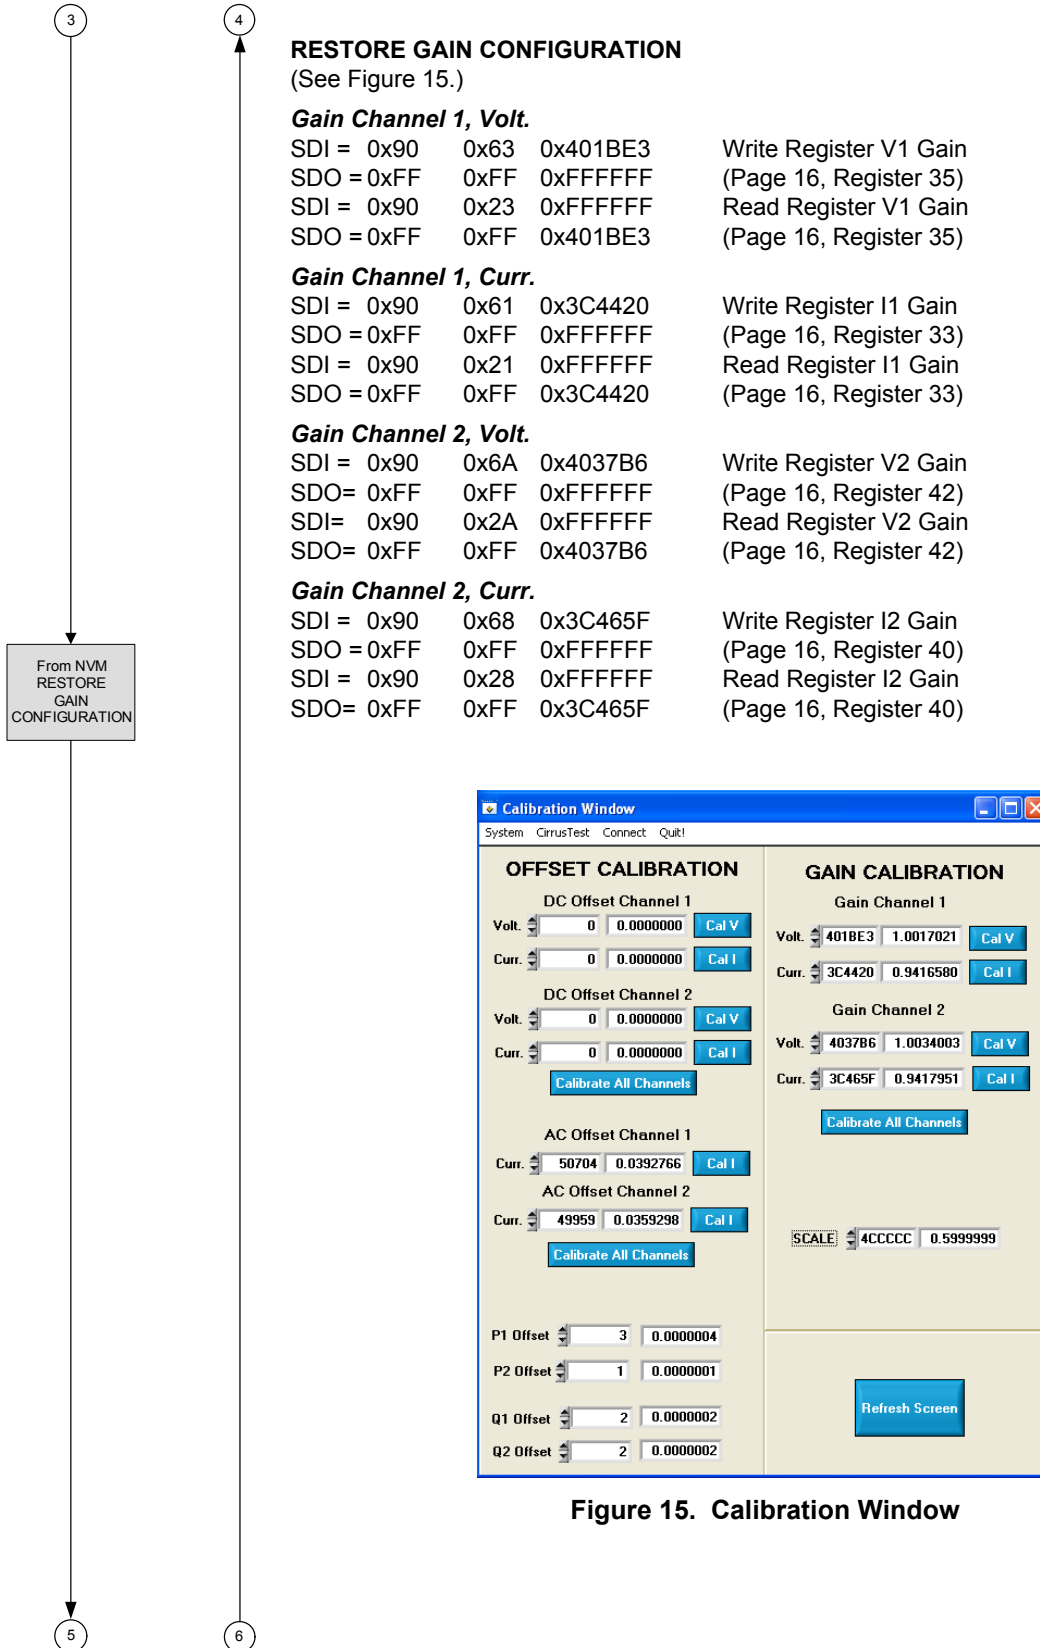 3
4
RESTORE GAIN CONFIGURATION
(See Figure 15.)
Gain Channel 1, Volt.
SDI = 0x90 0x63 0x401BE3 Write Register V1 Gain
SDO = 0xFF 0xFF 0xFFFFFF (Page 16, Register 35)
SDI = 0x90 0x23 0xFFFFFF Read Register V1 Gain
SDO = 0xFF 0xFF 0x401BE3 (Page 16, Register 35)
Gain Channel 1, Curr.
SDI = 0x90 0x61 0x3C4420 Write Register I1 Gain
SDO = 0xFF 0xFF 0xFFFFFF (Page 16, Register 33)
SDI = 0x90 0x21 0xFFFFFF Read Register I1 Gain
SDO = 0xFF 0xFF 0x3C4420 (Page 16, Register 33)
Gain Channel 2, Volt.
SDI = 0x90 0x6A 0x4037B6 Write Register V2 Gain
SDO= 0xFF 0xFF 0xFFFFFF (Page 16, Register 42)
SDI= 0x90 0x2A 0xFFFFFF Read Register V2 Gain
SDO= 0xFF 0xFF 0x4037B6 (Page 16, Register 42)
Gain Channel 2, Curr.
SDI = 0x90 0x68 0x3C465F Write Register I2 Gain
SDO = 0xFF 0xFF 0xFFFFFF (Page 16, Register 40)
SDI = 0x90 0x28 0xFFFFFF Read Register I2 Gain
SDO= 0xFF 0xFF 0x3C465F (Page 16, Register 40)
From NVM
RESTORE
GAIN
CONFIGURATION
Calibration Window
System CirrusTest Connect Quit!
OFFSET CALIBRATION
DC Offset Channel 1
Volt. 0 0.0000000 Cal V
Curr. 0 0.0000000 Cal I
DC Offset Channel 2
Volt. 0 0.0000000 Cal V
Curr. 0 0.0000000 Cal I
Calibrate All Channels
AC Offset Channel 1
Curr. 50704 0.0392766 Cal I
AC Offset Channel 2
Curr. 49959 0.0359298 Cal I
Calibrate All Channels
P1 Offset 3 0.0000004
P2 Offset 1 0.0000001
Q1 Offset 2 0.0000002
Q2 Offset 2 0.0000002
GAIN CALIBRATION
Gain Channel 1
Volt. 401BE3 1.0017021 Cal V
Curr. 3C4420 0.9416580 Cal I
Gain Channel 2
Volt. 4037B6 1.0034003 Cal V
Curr. 3C465F 0.9417951 Cal I
Calibrate All Channels
SCALE 4CCCCC 0.5999999
Refresh Screen
Figure 15. Calibration Window
5
6